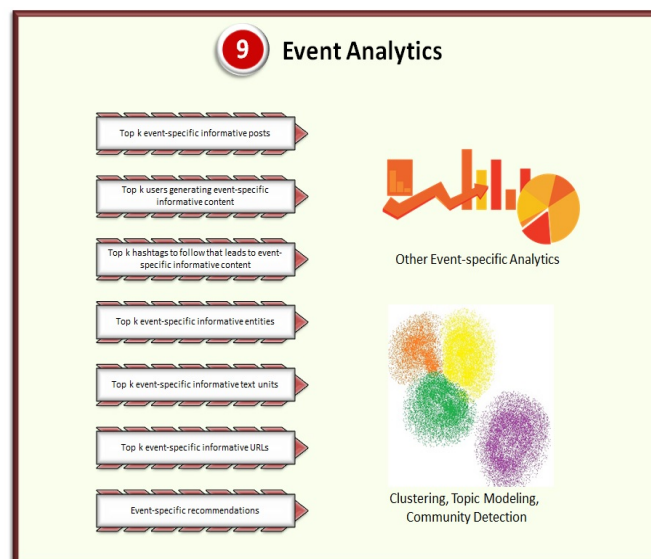 9 Event Analytics
Top k event-specific informative posts
Top k users generating event-specific
informative content
Top k hashtags to follow that leads to event-
specific informative content
Top k event-specific informative entities
Top k event-specific informative text units
Top k event-specific informative URLs
Event-specific recommendations
Other Event-specific Analytics
Clustering, Topic Modeling,
Community Detection